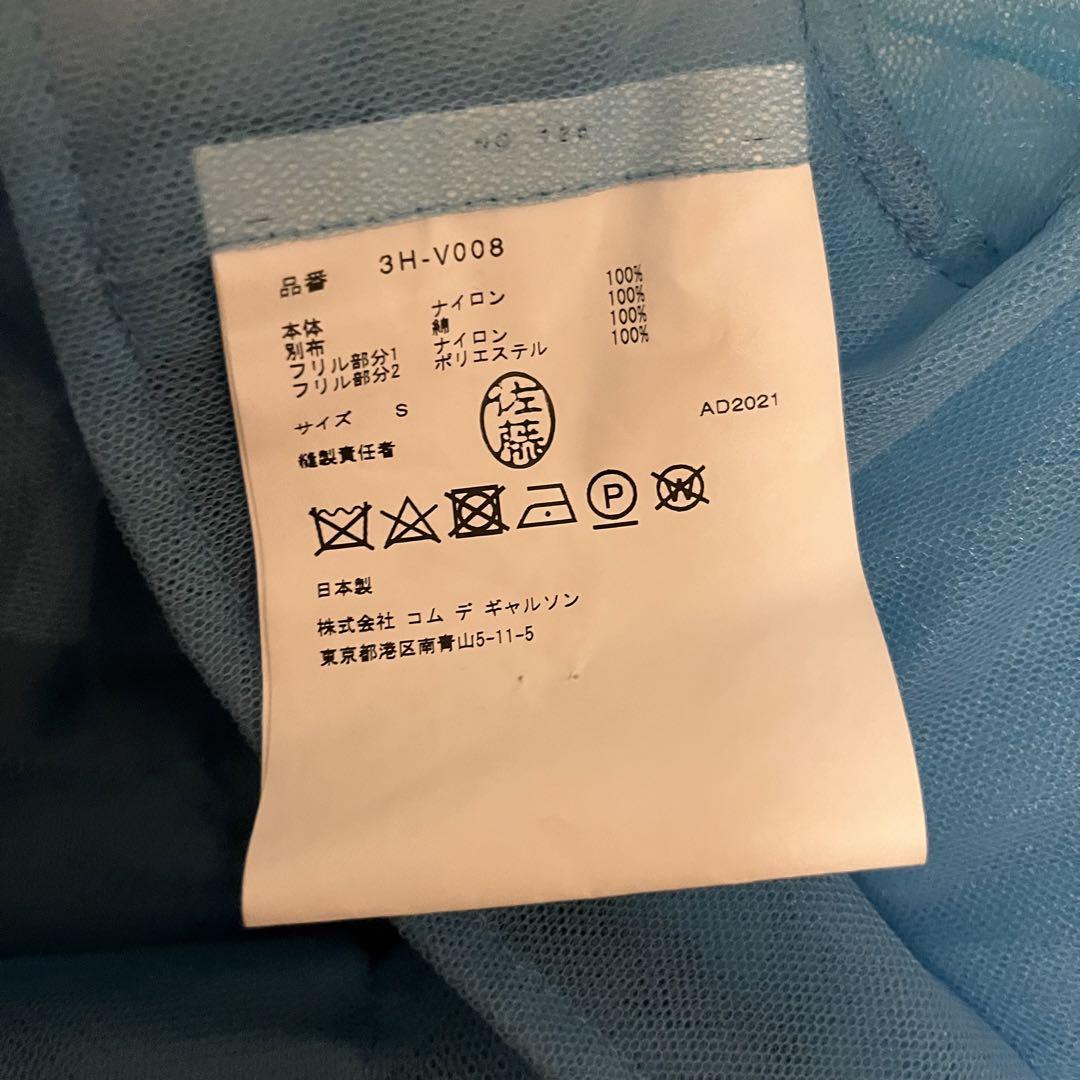 品番 3H-V008
本体 ナイロン 100%
別布 綿 100%
フリル部分1 ナイロン 100%
フリル部分2 ポリエステル 100%
サイズ S
AD2021
縫製責任者 佐藤
P W
日本製
株式会社 コム デ ギャルソン
東京都港区南青山5-11-5